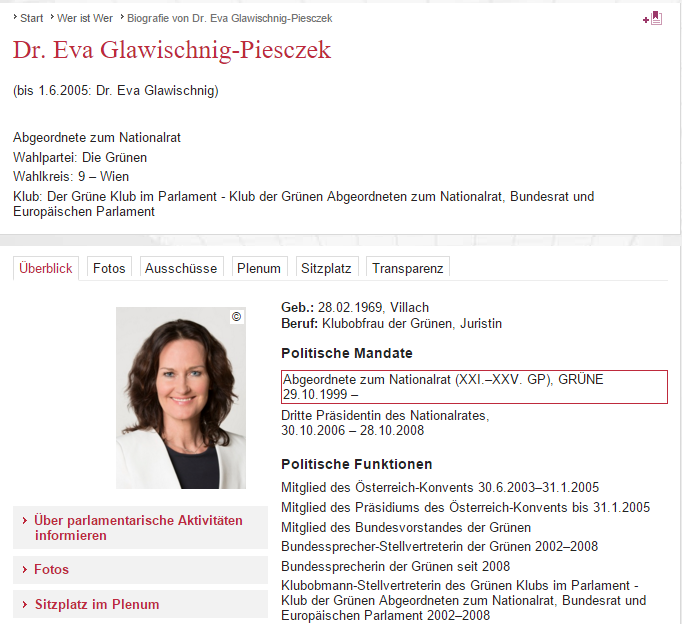 Start Wer ist Wer Biografie von Dr. Eva Glawischnig-Piesczek
Dr. Eva Glawischnig-Piesczek
(bis 1.6.2005: Dr. Eva Glawischnig)
Abgeordnete zum Nationalrat
Wahlpartei: Die Grünen
Wahlkreis: 9 – Wien
Klub: Der Grüne Klub im Parlament - Klub der Grünen Abgeordneten zum Nationalrat, Bundesrat und
Europäischen Parlament
Überblick Fotos Ausschüsse Plenum Sitzplatz Transparenz
©
Geb.: 28.02.1969, Villach
Beruf: Klubobfrau der Grünen, Juristin
Politische Mandate
Abgeordnete zum Nationalrat (XXI.–XXV. GP), GRÜNE
29.10.1999 –
Dritte Präsidentin des Nationalrates,
30.10.2006 – 28.10.2008
Politische Funktionen
Mitglied des Österreich-Konvents 30.6.2003–31.1.2005
Mitglied des Präsidiums des Österreich-Konvents bis 31.1.2005
Mitglied des Bundesvorstandes der Grünen
Bundessprecher-Stellvertreterin der Grünen 2002–2008
Bundessprecherin der Grünen seit 2008
Klubobmann-Stellvertreterin des Grünen Klubs im Parlament -
Klub der Grünen Abgeordneten zum Nationalrat, Bundesrat und
Europäischen Parlament 2002–2008
Über parlamentarische Aktivitäten
informieren
Fotos
Sitzplatz im Plenum